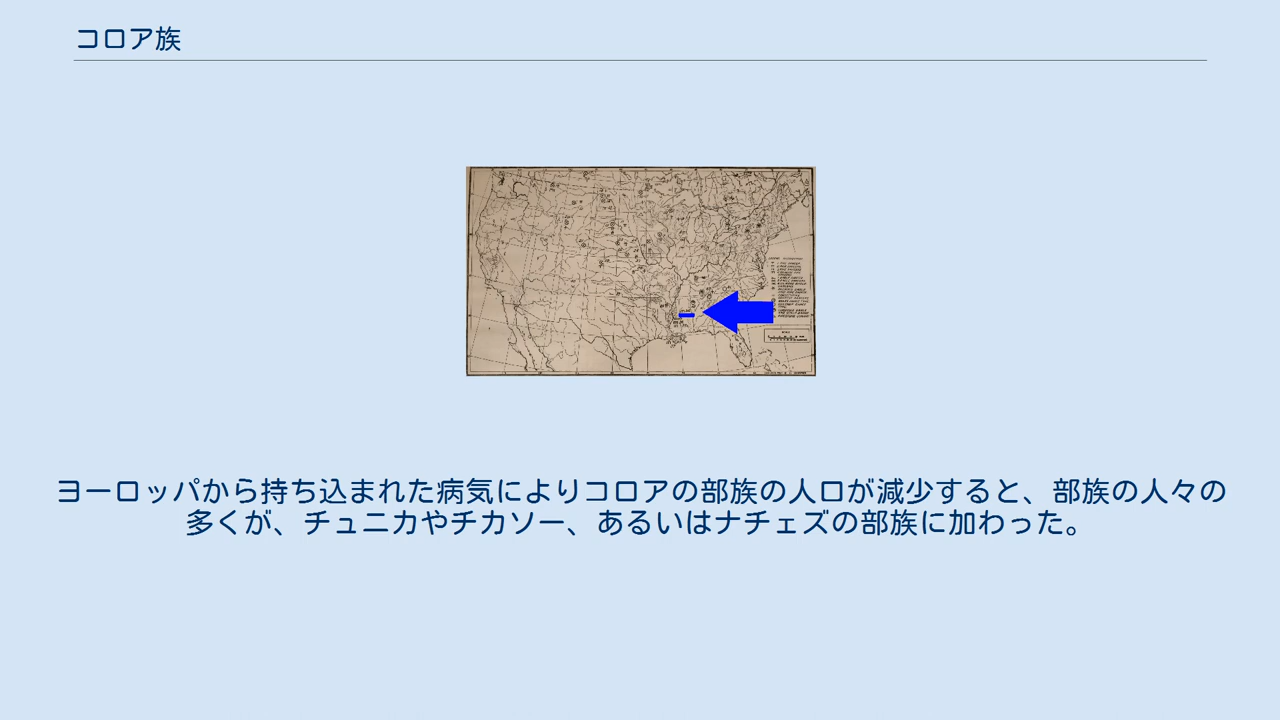 コロア族
ヨーロッパから持ち込まれた病気によりコロアの部族の人口が減少すると、部族の人々の
多くが、チュニカやチカソー、あるいはナチェズの部族に加わった。